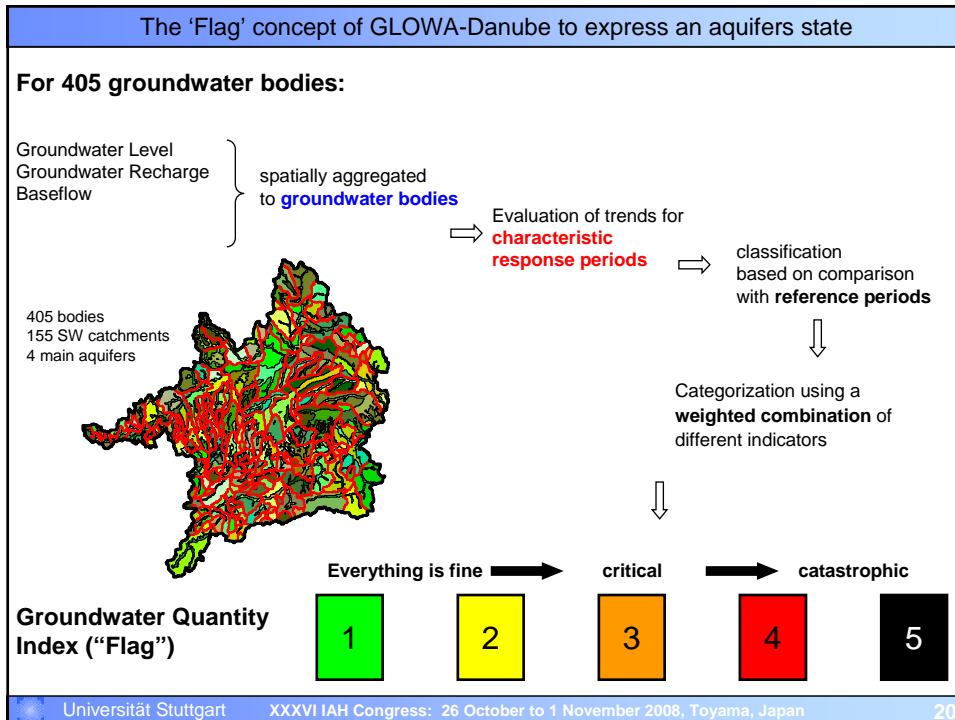 The ‘Flag’ concept of GLOWA-Danube to express an aquifers state
For 405 groundwater bodies:
Groundwater Level
Groundwater Recharge
Baseflow
spatially aggregated
to groundwater bodies
Evaluation of trends for
characteristic
response periods
classification
based on comparison
with reference periods
405 bodies
155 SW catchments
4 main aquifers
Categorization using a
weighted combination of
different indicators
Everything is fine
critical
catastrophic
Groundwater Quantity
Index (“Flag”)
1
2
3
4
5
Universität Stuttgart
XXXVI IAH Congress: 26 October to 1 November 2008, Toyama, Japan
20